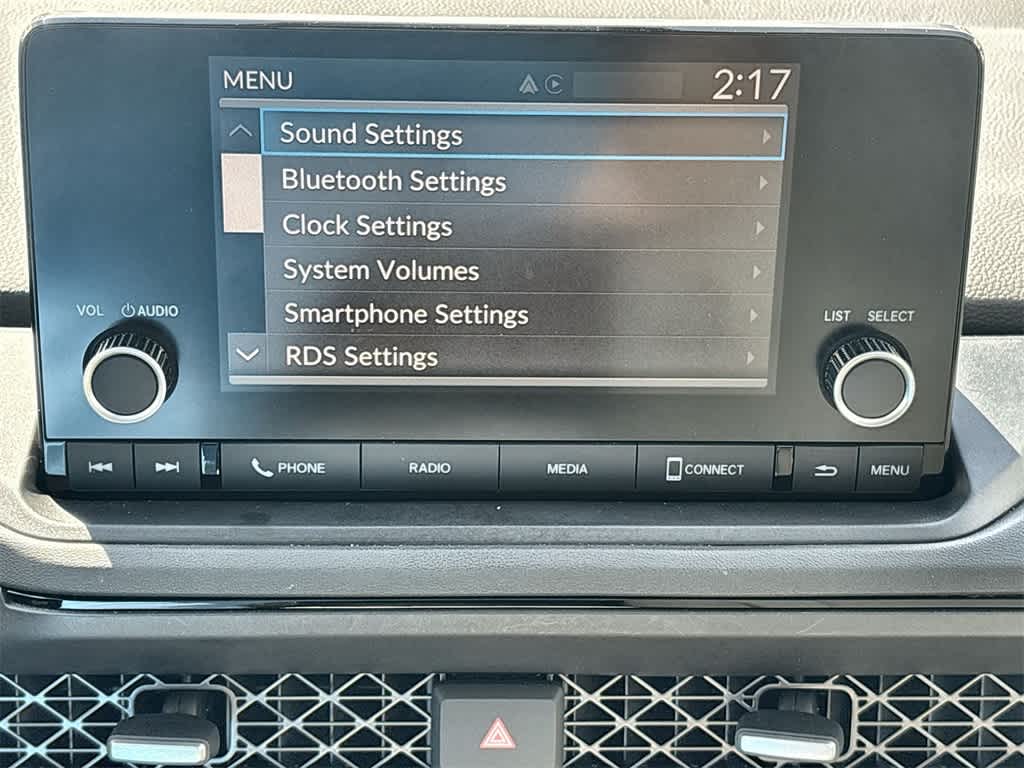 MENU 2:17
Sound Settings
Bluetooth Settings
Clock Settings
System Volumes
Smartphone Settings
RDS Settings
VOL AUDIO
LIST SELECT
PHONE RADIO MEDIA CONNECT MENU